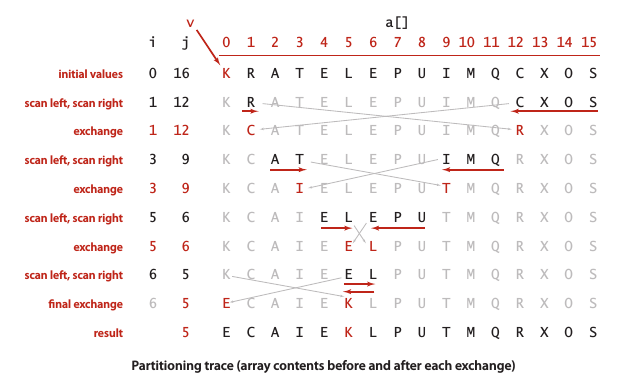 v a[]
i j 0 1 2 3 4 5 6 7 8 9 10 11 12 13 14 15
initial values 0 16 K R A T E L E P U I M Q C X O S
scan left, scan right 1 12 K R A T E L E P U I M Q C X O S
exchange 1 12 K C A T E L E P U I M Q R X O S
scan left, scan right 3 9 K C A T E L E P U I M Q R X O S
exchange 3 9 K C A I E L E P U T M Q R X O S
scan left, scan right 5 6 K C A I E L E P U T M Q R X O S
exchange 5 6 K C A I E E L P U T M Q R X O S
scan left, scan right 6 5 K C A I E E L P U T M Q R X O S
final exchange 6 5 E C A I E K L P U T M Q R X O S
result 5 E C A I E K L P U T M Q R X O S
Partitioning trace (array contents before and after each exchange)